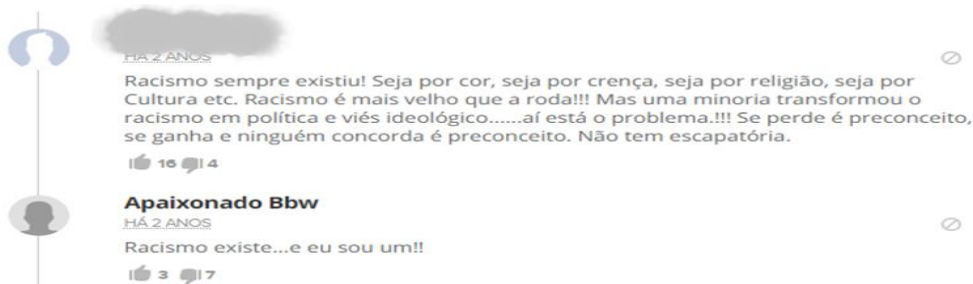 HÁ 2 ANOS
Racismo sempre existiu! Seja por cor, seja por crença, seja por religião, seja por
Cultura etc. Racismo é mais velho que a roda!!! Mas uma minoria transformou o
racismo em política e viés ideológico......aí está o problema.!!! Se perde é preconceito,
se ganha e ninguém concorda é preconceito. Não tem escapatória.
16 4
Apaixonado Bbw
HÁ 2 ANOS
Racismo existe...e eu sou um!!
3 7